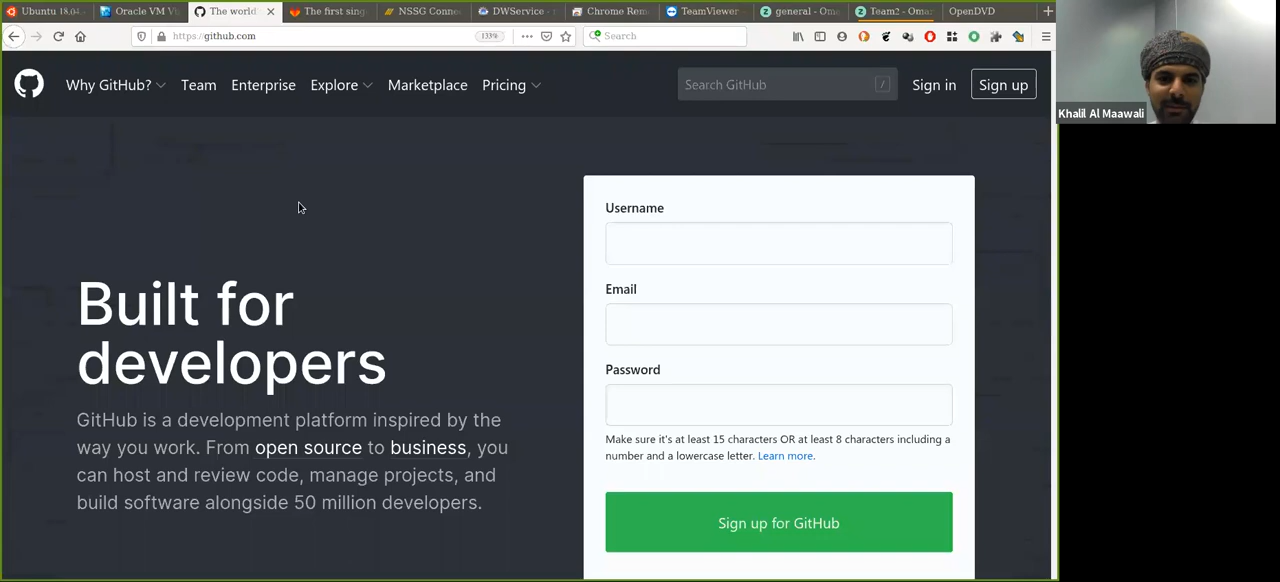 Ubuntu 18.04 Oracle VM Vi The world The first sing NSSG Conne DWService - r Chrome Rem TeamViewer general - Oma Team2 - Oman OpenDVD
https://github.com 133% Search
Why GitHub? Team Enterprise Explore Marketplace Pricing Search GitHub / Sign in Sign up
Khalil Al Maawali
Built for
developers
GitHub is a development platform inspired by the
way you work. From open source to business, you
can host and review code, manage projects, and
build software alongside 50 million developers.
Username
Email
Password
Make sure it's at least 15 characters OR at least 8 characters including a
number and a lowercase letter. Learn more.
Sign up for GitHub